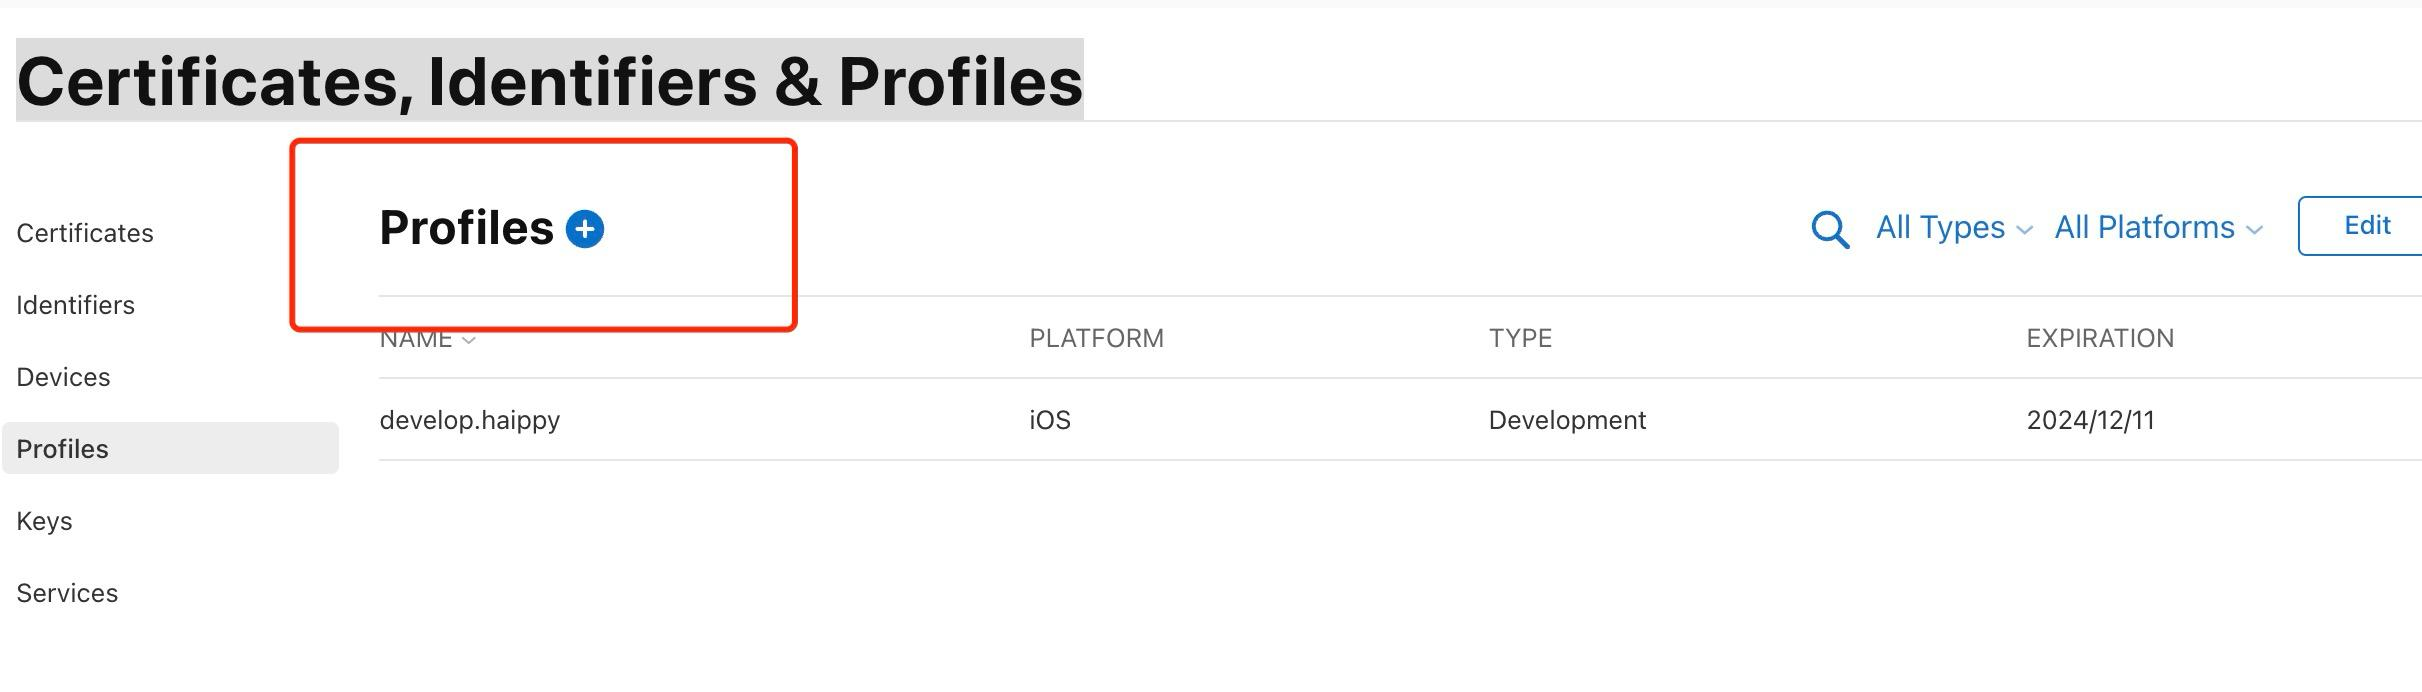 Certificates, Identifiers & Profiles
Certificates
Identifiers
Devices
Profiles
Keys
Services
Profiles
All Types
All Platforms
Edit
NAME PLATFORM TYPE EXPIRATION
develop.haippy iOS Development 2024/12/11